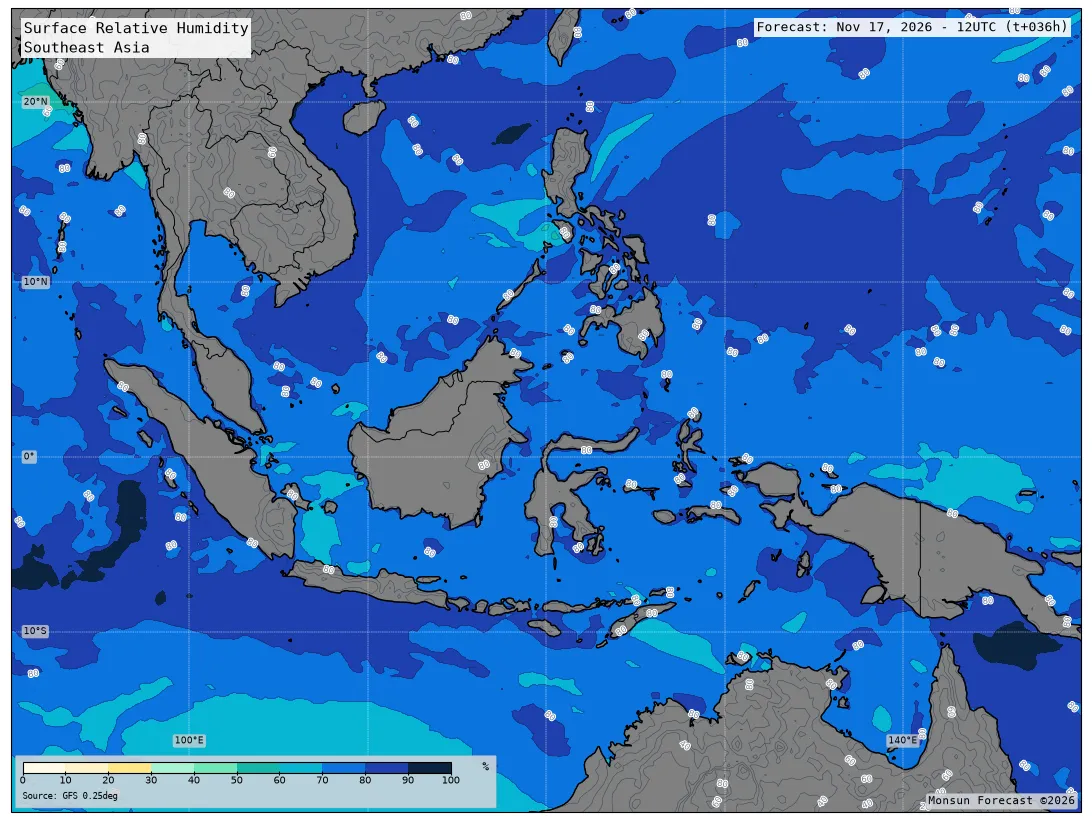 Surface Relative Humidity
Southeast Asia
Forecast: Nov 17, 2026 - 12UTC (t+036h)
20°N
10°N
0°
10°S
100°E
140°E
0 10 20 30 40 50 60 70 80 90 100
%
Source: GFS 0.25deg
Monsun Forecast ©2026